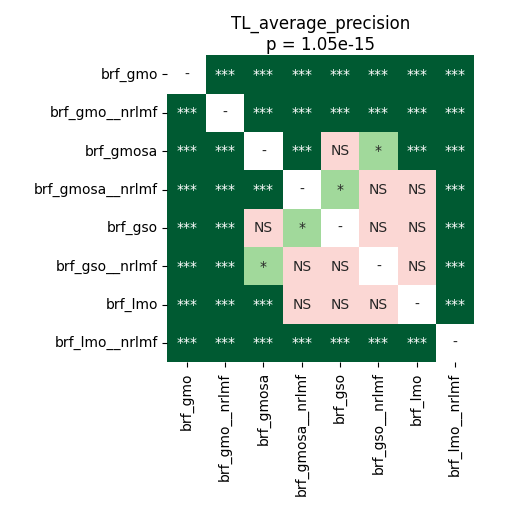 TL_average_precision
p = 1.05e-15
brf_gmo - *** *** *** *** *** *** ***
brf_gmo__nrlmf *** - *** *** *** *** *** ***
brf_gmosa *** *** - *** NS * *** ***
brf_gmosa__nrlmf *** *** *** - * NS NS ***
brf_gso *** *** NS * - NS NS ***
brf_gso__nrlmf *** *** * NS NS - NS ***
brf_lmo *** *** *** NS NS NS - ***
brf_lmo__nrlmf *** *** *** *** *** *** *** -
brf_gmo
brf_gmo__nrlmf
brf_gmosa
brf_gmosa__nrlmf
brf_gso
brf_gso__nrlmf
brf_lmo
brf_lmo__nrlmf